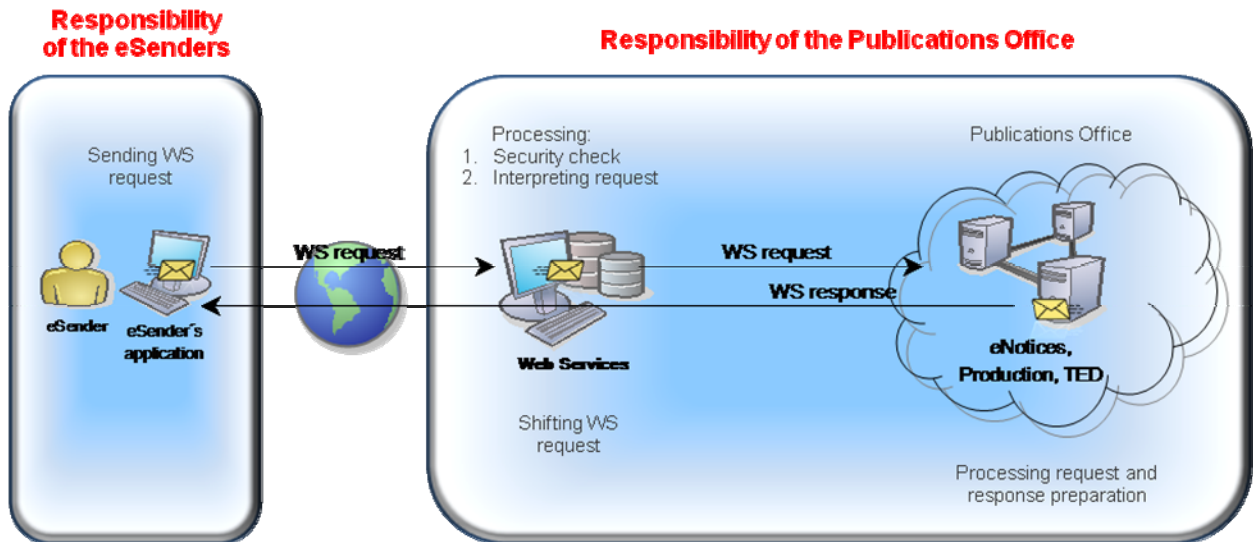 Responsibility
of the eSenders
Responsibility of the Publications Office
Sending WS
request
eSender
eSender´s
application
WS request
Processing:
1. Security check
2. Interpreting request
Web Services
Shifting WS
request
WS request
WS response
Publications Office
eNotices,
Production, TED
Processing request and
response preparation